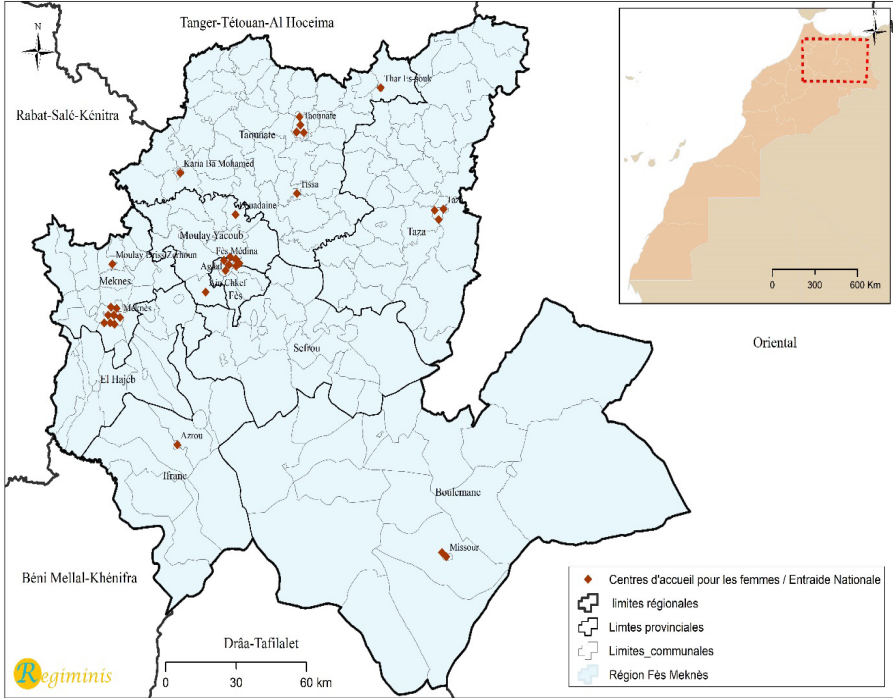 Tanger-Tétouan-Al Hoceima
N
N
Rabat-Salé-Kénitra
Thar Es-souk
Taounate
Taounate
Karia Ba Mohamed
Tissa
Taza
Taza
Ouadaine
Moulay Yacoub
Fès Médina
Agdal
Ain Chkef
Fès
Moulay Driss Zerhoun
Meknes
Meknès
Sefrou
El Hajeb
Azrou
Ifrane
Boulemane
Missour
Oriental
0 300 600 Km
Béni Mellal-Khénifra
Drâa-Tafilalet
0 30 60 km
Regiminis
Centres d'accueil pour les femmes / Entraide Nationale
limites régionales
Limtes provinciales
Limites_communales
Région Fès Meknès